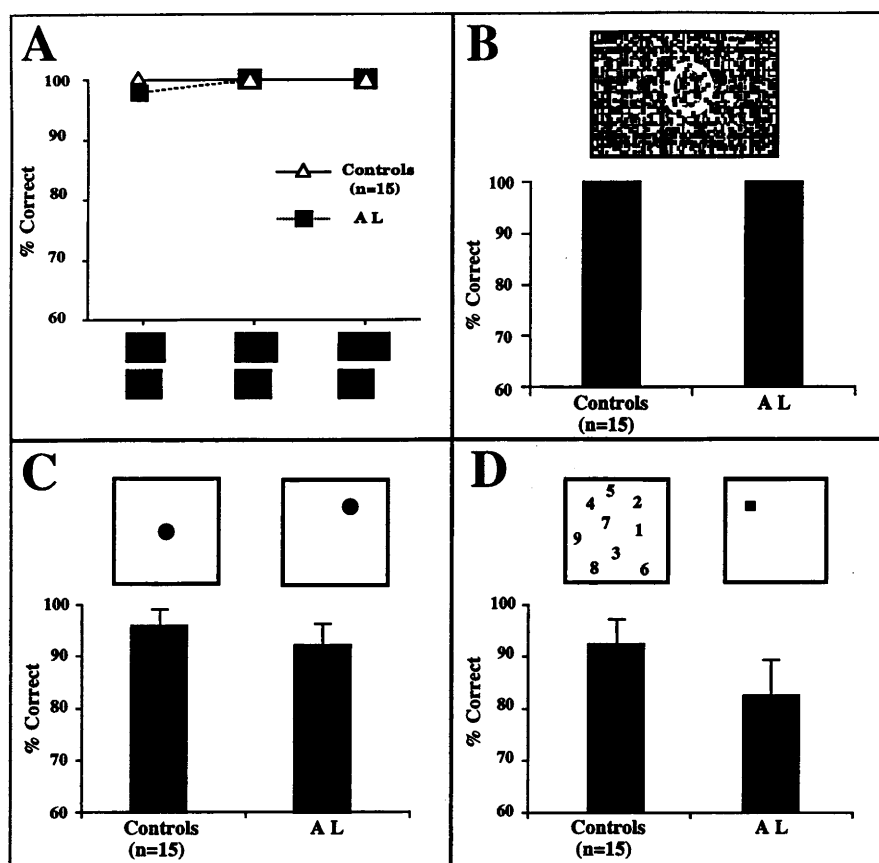 A
% Correct
100
90
80
70
60
Controls
(n=15)
A L
B
% Correct
100
90
80
70
60
Controls
(n=15)
A L
C
% Correct
100
90
80
70
60
Controls
(n=15)
A L
D
5
4 2
7 1
9
3
8 6
% Correct
100
90
80
70
60
Controls
(n=15)
A L